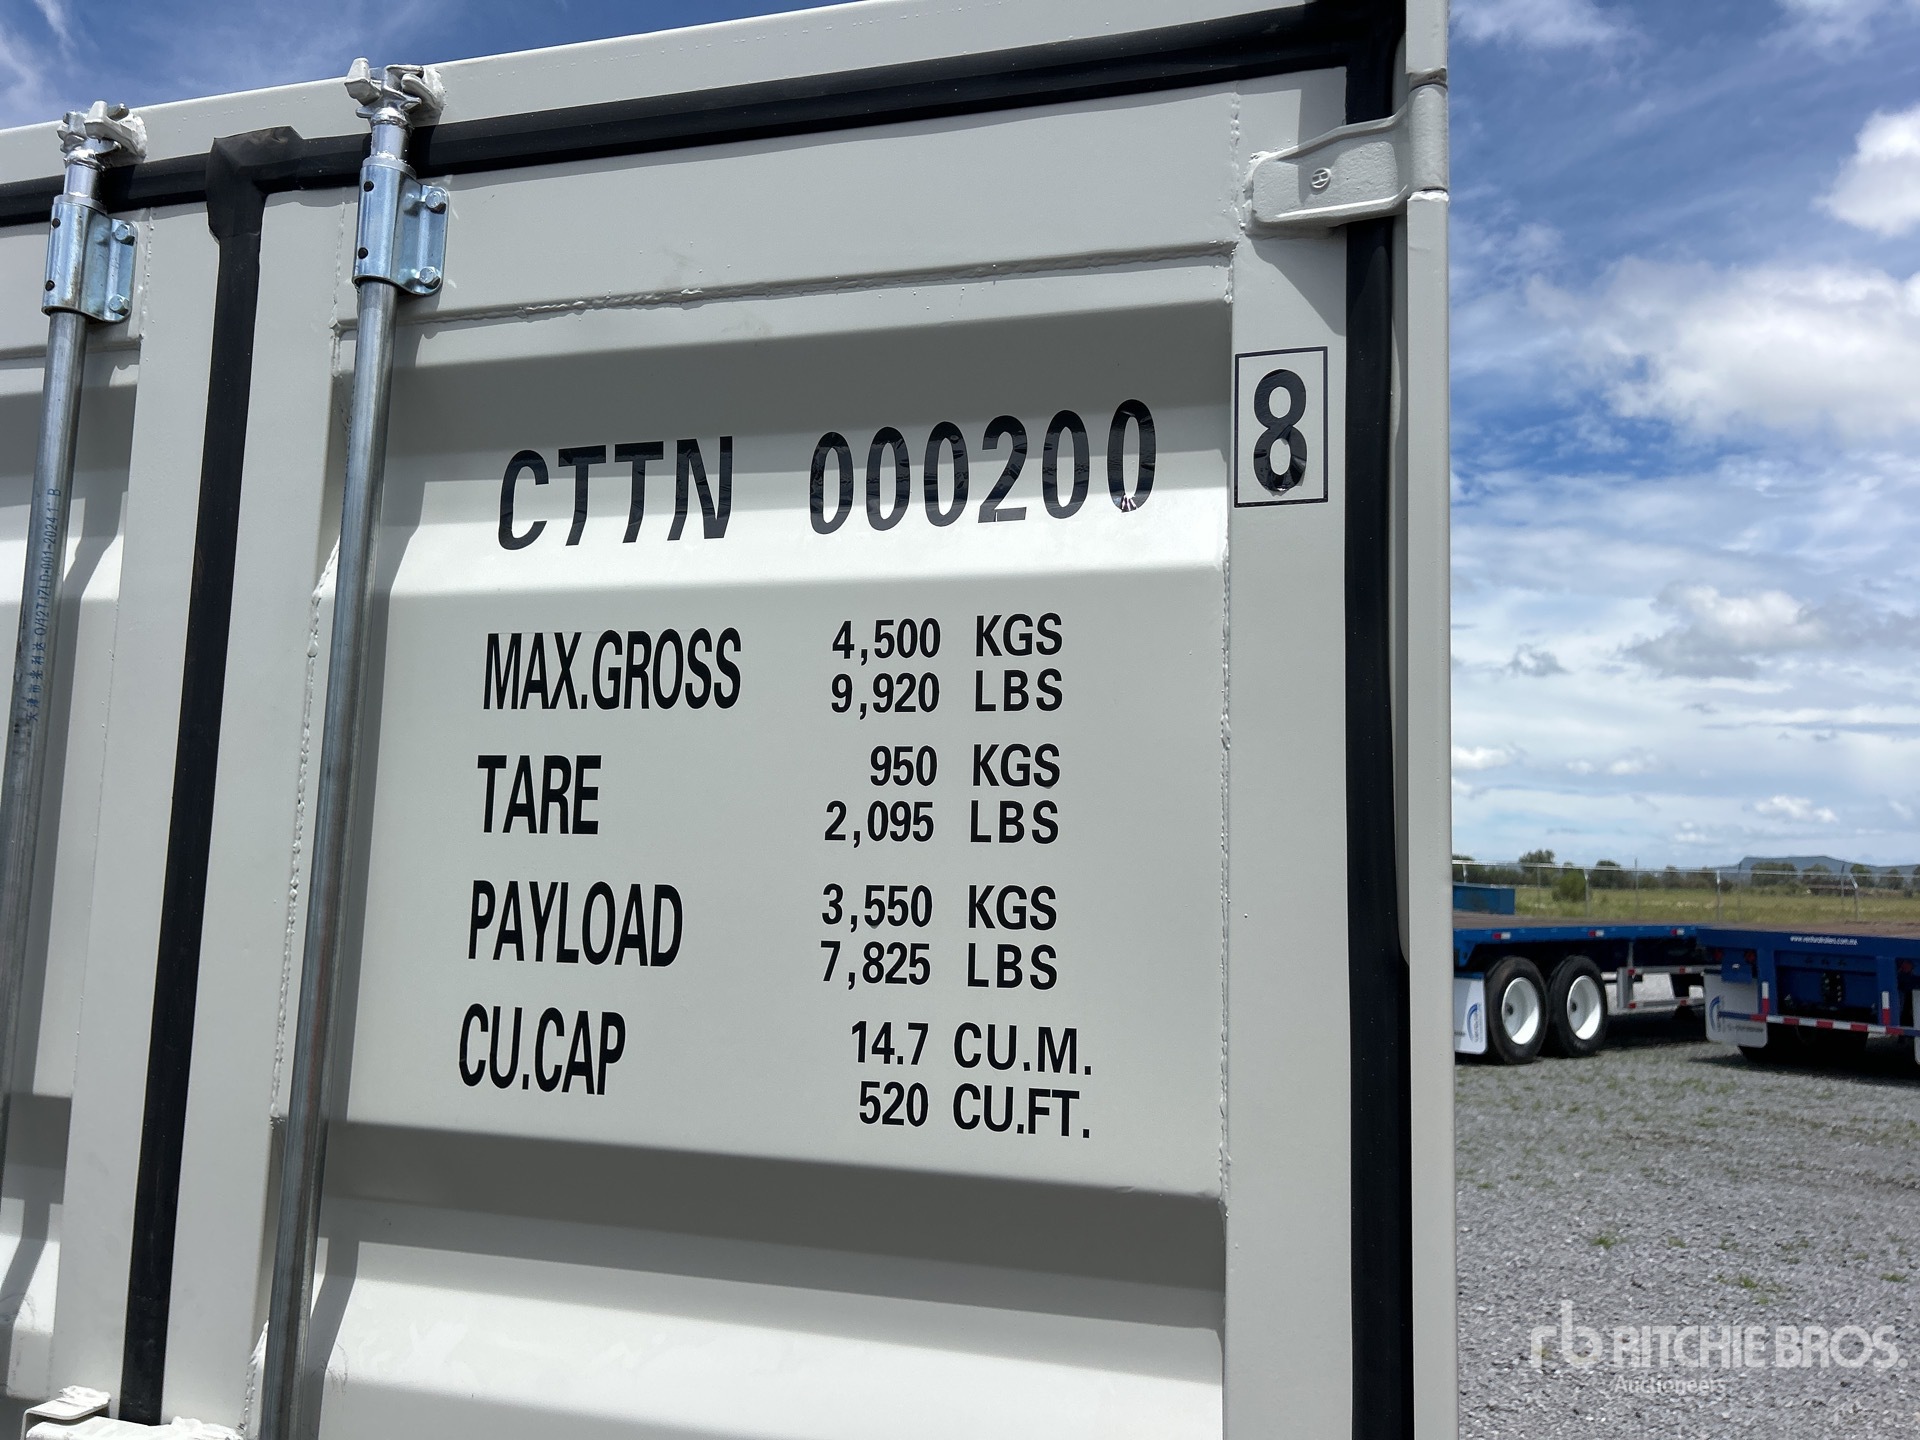 CTTN 000200 8
MAX.GROSS 4,500 KGS
9,920 LBS
TARE 950 KGS
2,095 LBS
PAYLOAD 3,550 KGS
7,825 LBS
CU.CAP 14.7 CU.M.
520 CU.FT.
rb RITCHIE BROS.
Auctioneers